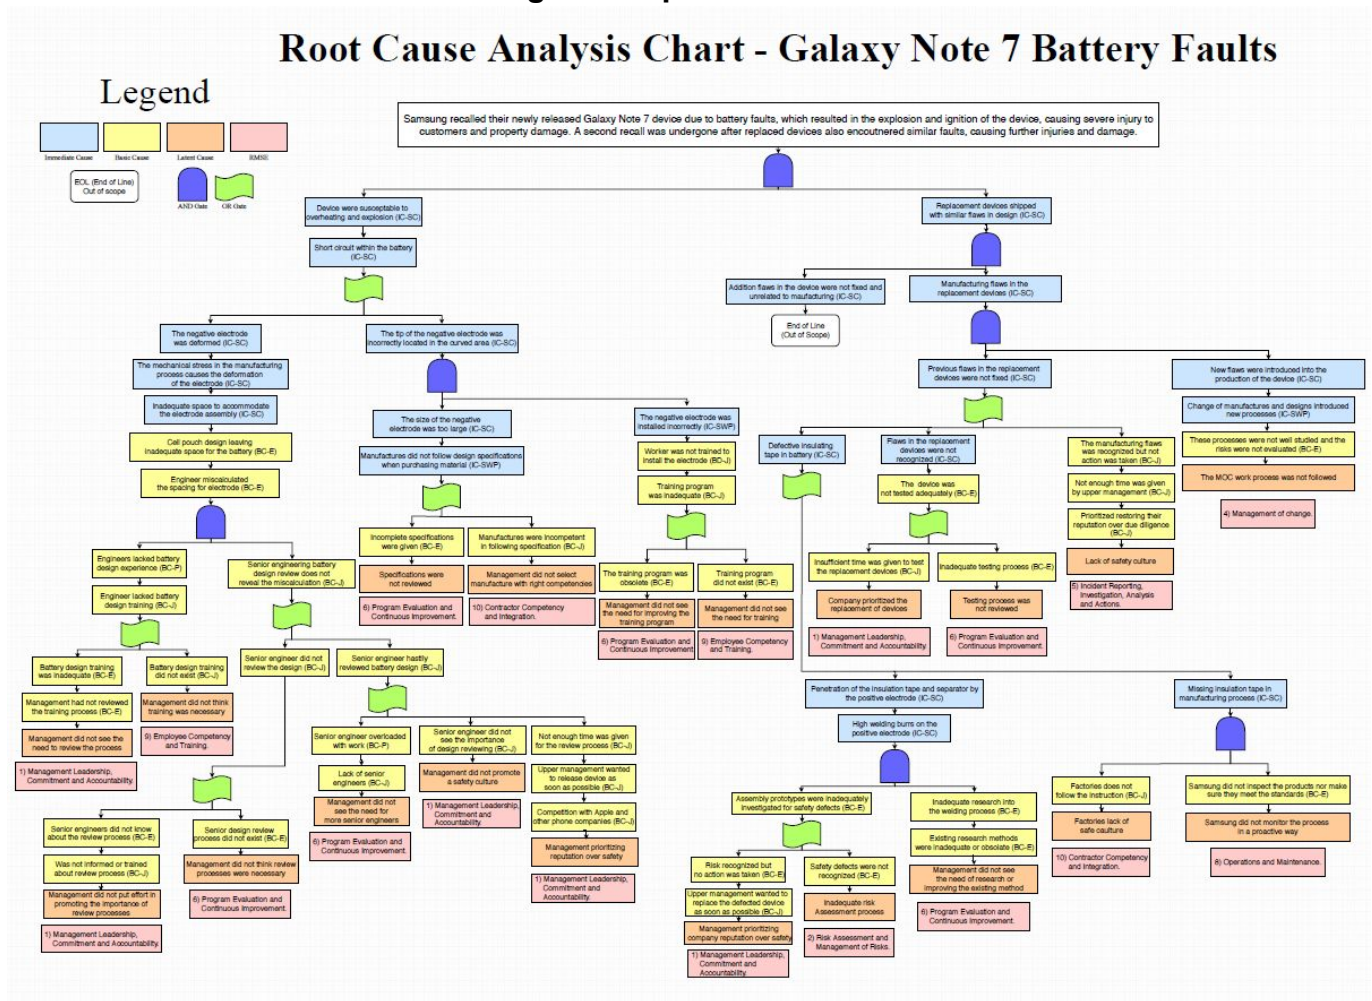 Root Cause Analysis Chart - Galaxy Note 7 Battery Faults
Legend
Immediate Cause
Basic Cause
Latent Cause
RMSE
EOL (End of Line)
Out of scope
AND Gate
OR Gate
Samsung recalled their newly released Galaxy Note 7 device due to battery faults, which resulted in the explosion and ignition of the device, causing severe injury to
customers and property damage. A second recall was undergone after replaced devices also encoutnered similar faults, causing further injuries and damage.
Device were susceptable to
overheating and explosion (IC-SC)
Short circuit within the battery
(IC-SC)
Replacement devices shipped
with similar flaws in design (IC-SC)
Addition flaws in the device were not fixed and
unrelated to maufacturing (IC-SC)
End of Line
(Out of Scope)
Manufacturing flaws in the
replacement devices (IC-SC)
The negative electrode
was deformed (IC-SC)
The mechanical stress in the manufacturing
process causes the deformation
of the electrode (IC-SC)
Inadequate space to accommodate
the electrode assembly (IC-SC)
Cell pouch design leaving
inadequate space for the battery (BC-E)
Engineer miscalculated
the spacing for electrode (BC-E)
The tip of the negative electrode was
incorrectly located in the curved area (IC-SC)
The size of the negative
electrode was too large (IC-SC)
Manufactures did not follow design specifications
when purchasing material (IC-SWP)
The negative electrode was
installed incorrectly (IC-SWP)
Worker was not trained to
install the electrode (BD-J)
Training program
was inadequate (BC-J)
Previous flaws in the replacement
devices were not fixed (IC-SC)
New flaws were introduced into the
production of the device (IC-SC)
Change of manufactures and designs introduced
new processes (IC-SWP)
These processes were not well studied and the
risks were not evaluated (BC-E)
The MOC work process was not followed
4) Management of change.
Defective insulating
tape in battery (IC-SC)
Flaws in the replacement
devices were not
recognized (IC-SC)
The device was
not tested adequately (BC-E)
The manufacturing flaws
was recognized but not
action was taken (BC-J)
Not enough time was given
by upper management (BC-J)
Prioritized restoring their
reputation over due diligence
(BC-J)
Lack of safety culture
5) Incident Reporting,
Investigation, Analysis
and Actions.
Engineers lacked battery
design experience (BC-P)
Engineer lacked battery
design training (BC-J)
Senior engineering battery
design review does not
reveal the miscalculation (BC-J)
Incomplete specifications
were given (BC-E)
Specifications were
not reviewed
6) Program Evaluation and
Continuous Improvement.
Manufactures were incompetent
in following specification (BC-J)
Management did not select
manufacture with right competencies
10) Contractor Competency
and Integration.
The training program was
obsolete (BC-E)
Management did not see
the need for improving the
training program
6) Program Evaluation and
Continuous Improvement
Training program
did not exist (BC-E)
Management did not see
the need for training
9) Employee Competency
and Training.
Insufficient time was given to test
the replacement devices (BC-J)
Company prioritized the
replacement of devices
1) Management Leadership,
Commitment and Accountability.
Inadequate testing process (BC-E)
Testing process was
not reviewed
6) Program Evaluation and
Continuous Improvement.
Battery design training
was inadequate (BC-E)
Management had not reviewed
the training process (BC-E)
Management did not see the
need to review the process
1) Management Leadership,
Commitment and Accountability.
Battery design training
did not exist (BC-J)
Management did not think
training was necessary
9) Employee Competency
and Training.
Senior engineer did not
review the design (BC-J)
Senior engineer hastily
reviewed battery design (BC-J)
Senior engineer overloaded
with work (BC-P)
Lack of senior
engineers (BC-J)
Management did not
see the need for
more senior engineers
6) Program Evaluation and
Continuous Improvement.
Senior engineer did not
see the importance
of design reviewing (BC-J)
Management did not promote
a safety culture
1) Management Leadership,
Commitment and
Accountability.
Not enough time was given
for the review process (BC-J)
Upper management wanted
to release device as
soon as possible (BC-J)
Competition with Apple and
other phone companies (BC-J)
Management prioritizing
reputation over safety
1) Management Leadership,
Commitment and
Accountability.
Senior engineers did not know
about the review process (BC-E)
Was not informed or trained
about review process (BC-J)
Management did not put effort in
promoting the importance of
review processes
1) Management Leadership,
Commitment and Accountability.
Senior design review
process did not exist (BC-E)
Management did not think review
processes were necessary
6) Program Evaluation and
Continuous Improvement.
Penetration of the insulation tape and separator by
the positive electrode (IC-SC)
High welding burrs on the
positive electrode (IC-SC)
Missing insulation tape in
manufacturing process (IC-SC)
Assembly prototypes were inadequately
investigated for safety defects (BC-E)
Inadequate research into
the welding process (BC-E)
Existing research methods
were inadequate or obsolate (BC-E)
Management did not see
the need of research or
improving the existing method
6) Program Evaluation and
Continuous Improvement.
Risk recognized but
no action was taken (BC-E)
Upper management wanted to
replace the defected device
as soon as possible (BC-J)
Management prioritizing
company reputation over safety
1) Management Leadership,
Commitment and
Accountability.
Safety defects were not
recognized (BC-E)
Inadequate risk
Assessment process
2) Risk Assessment and
Management of Risks.
Factories does not
follow the instruction (BC-J)
Factories lack of
safe caulture
10) Contractor Competency
and Integration.
Samsung did not inspect the products nor make
sure they meet the standards (BC-E)
Samsung did not monitor the process
in a proactive way
8) Operations and Maintenance.